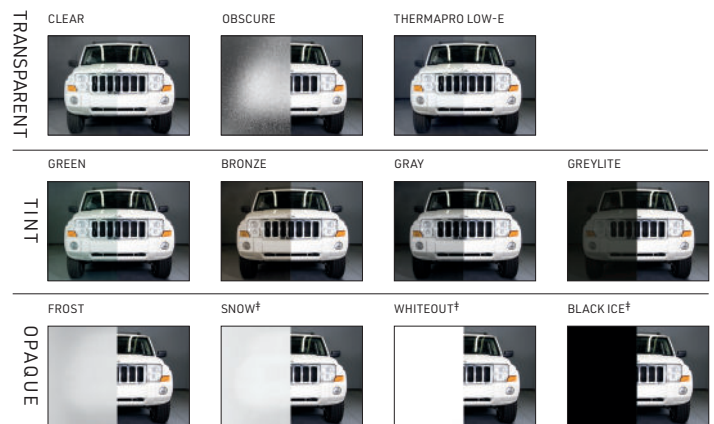 TRANSPARENT
CLEAR
OBSCURE
THERMAPRO LOW-E
TINT
GREEN
BRONZE
GRAY
GREYLITE
OPAQUE
FROST
SNOW‡
WHITEOUT‡
BLACK ICE‡